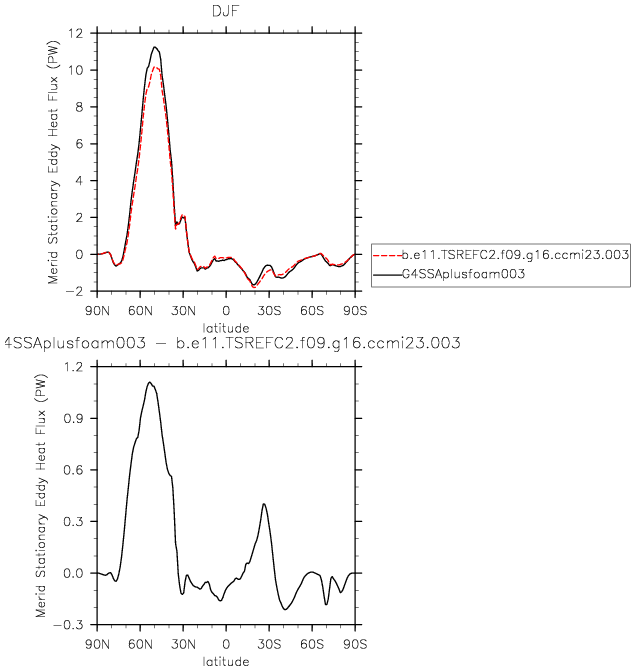 DJF
Merid Stationary Eddy Heat Flux (PW)
12
10
8
6
4
2
0
−2
90N 60N 30N 0 30S 60S 90S
latitude
b.e11.TSREFC2.f09.g16.ccmi23.003
G4SSAplusfoam003
4SSAplusfoam003 − b.e11.TSREFC2.f09.g16.ccmi23.003
Merid Stationary Eddy Heat Flux (PW)
1.2
0.9
0.6
0.3
0.0
−0.3
90N 60N 30N 0 30S 60S 90S
latitude